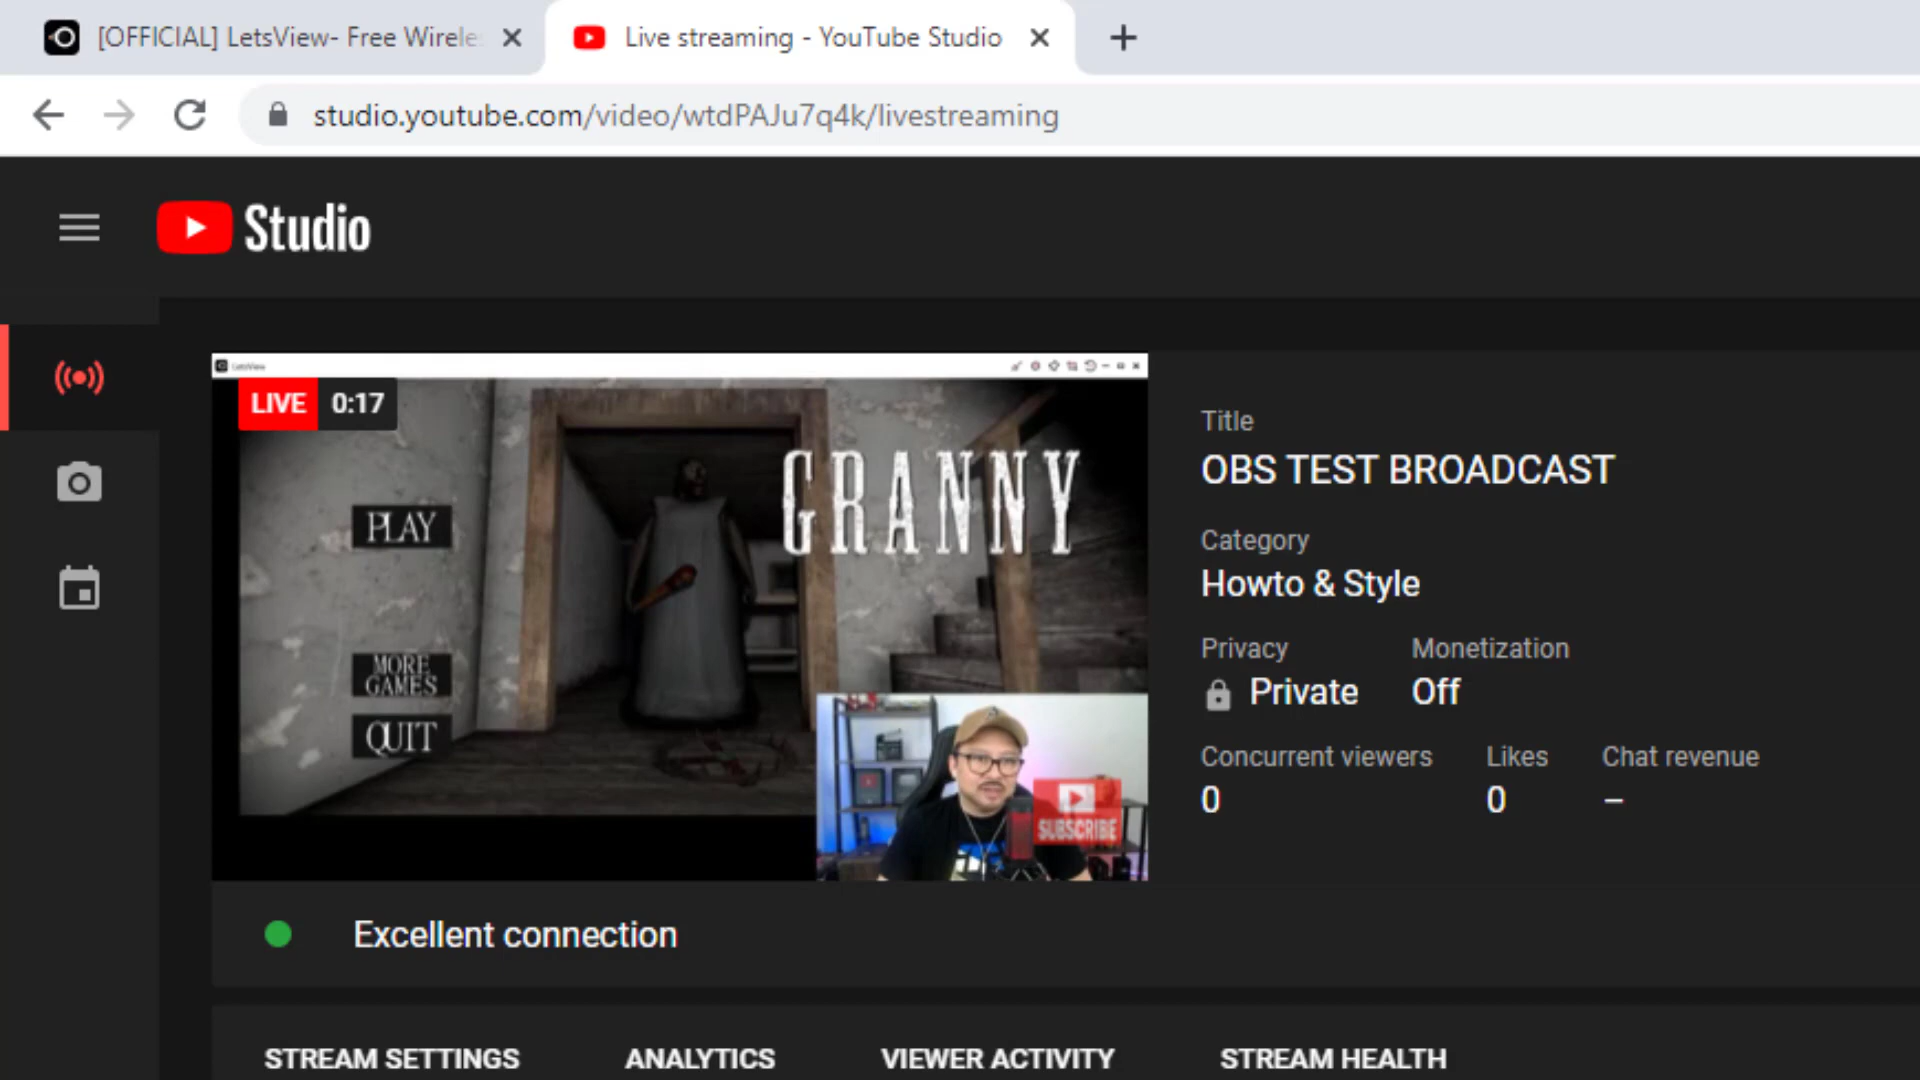 [OFFICIAL] LetsView- Free Wirele
Live streaming - YouTube Studio
studio.youtube.com/video/wtdPAJu7q4k/livestreaming
Studio
LetsView
LIVE 0:17
GRANNY
PLAY
MORE
GAMES
QUIT
SUBSCRIBE
Title
OBS TEST BROADCAST
Category
Howto & Style
Privacy Monetization
Private Off
Concurrent viewers Likes Chat revenue
0 0 –
Excellent connection
STREAM SETTINGS ANALYTICS VIEWER ACTIVITY STREAM HEALTH